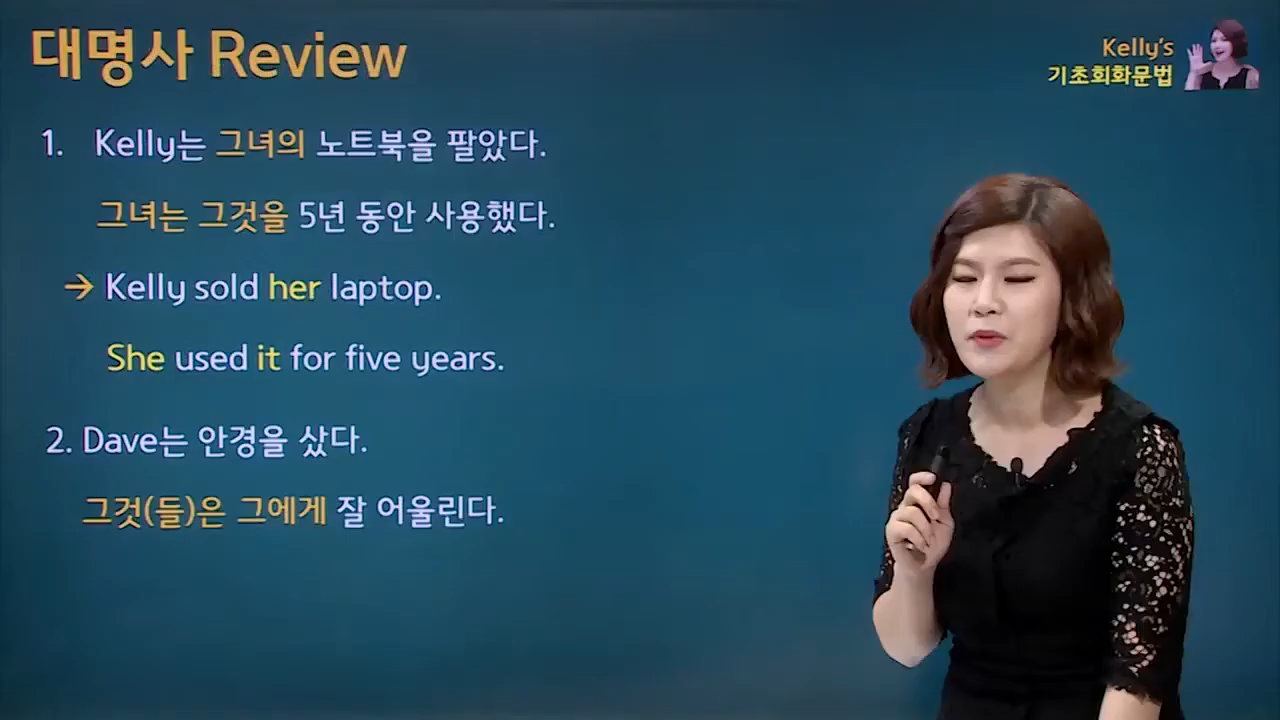 대명사 Review
Kelly's
기초회화문법
1. Kelly는 그녀의 노트북을 팔았다.
그녀는 그것을 5년 동안 사용했다.
→ Kelly sold her laptop.
She used it for five years.
2. Dave는 안경을 샀다.
그것(들)은 그에게 잘 어울린다.